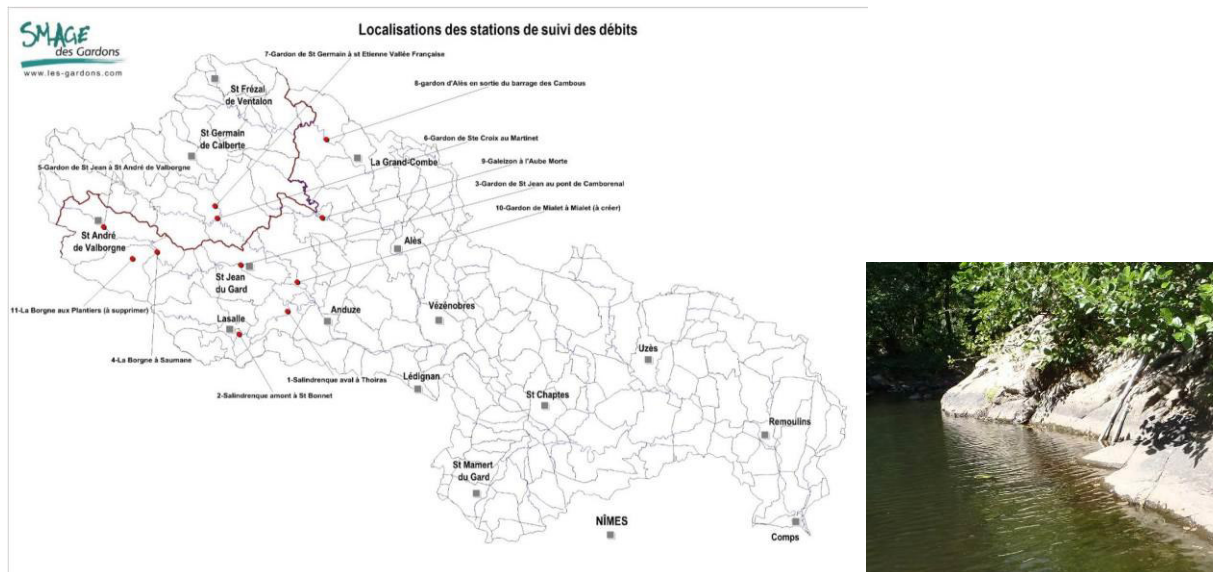 SMAGE
des Gardons
www.les-gardons.com
Localisations des stations de suivi des débits
7-Gardon de St Germain à st Etienne Vallée Française
8-gardon d'Alès en sortie du barrage des Cambous
St Frézal
de Ventalon
6-Gardon de Ste Croix au Martinet
St Germain
de Calberte
La Grand-Combe
9-Galeizon à l'Aube Morte
5-Gardon de St Jean à St André de Valborgne
3-Gardon de St Jean au pont de Camborenal
10-Gardon de Mialet à Mialet (à créer)
St André
de Valborgne
Alès
St Jean
du Gard
11-La Borgne aux Plantiers (à supprimer)
Anduze
Vézènobres
Lasalle
Uzès
4-La Borgne à Saumane
1-Salindrenque aval à Thoiras
Lédignan
2-Salindrenque amont à St Bonnet
St Chaptes
Remoulins
St Mamert
du Gard
NÎMES
Comps